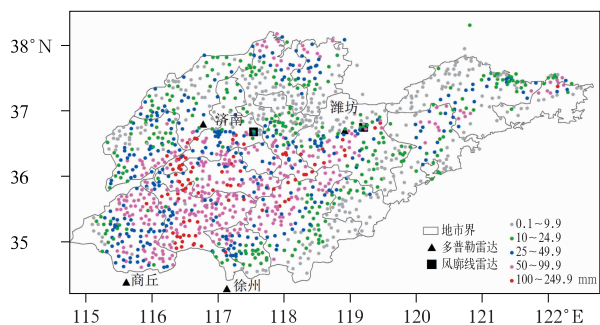 38°N
37
36
35
济南
潍坊
商丘
徐州
地市界
多普勒雷达
风廓线雷达
0.1~9.9
10~24.9
25~49.9
50~99.9
100~249.9 mm
115 116 117 118 119 120 121 122°E